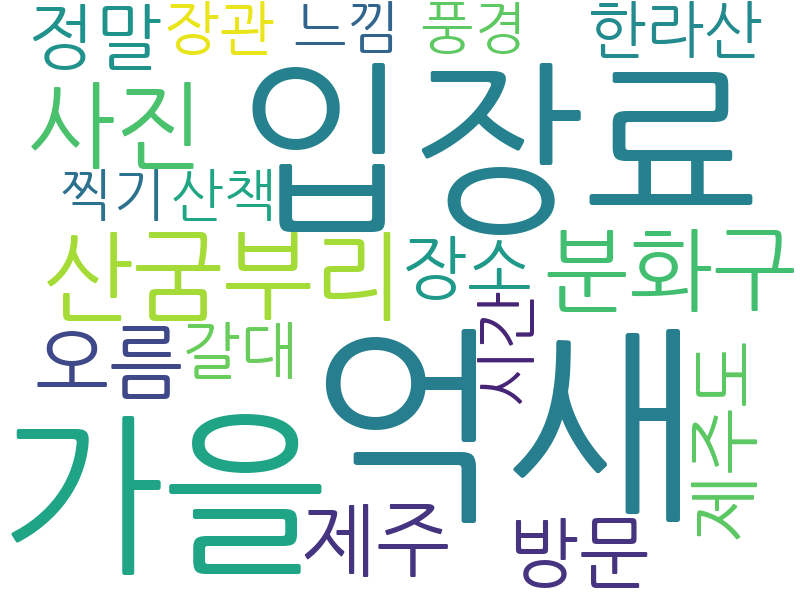 정말 장관 느낌 풍경 한라산
사진 입장료
찍기 산책
산굼부리 장소 분화구
오름 갈대 시간
억새
제주도
가을
제주 방문